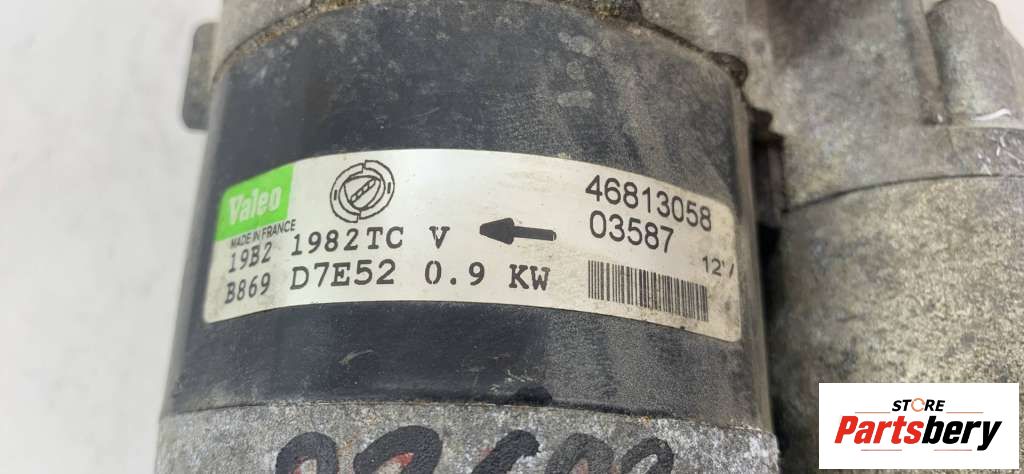 Valeo
MADE IN FRANCE
46813058
03587
19B2 1982TC V
12V
B869 D7E52 0.9 KW
STORE
Partsbery